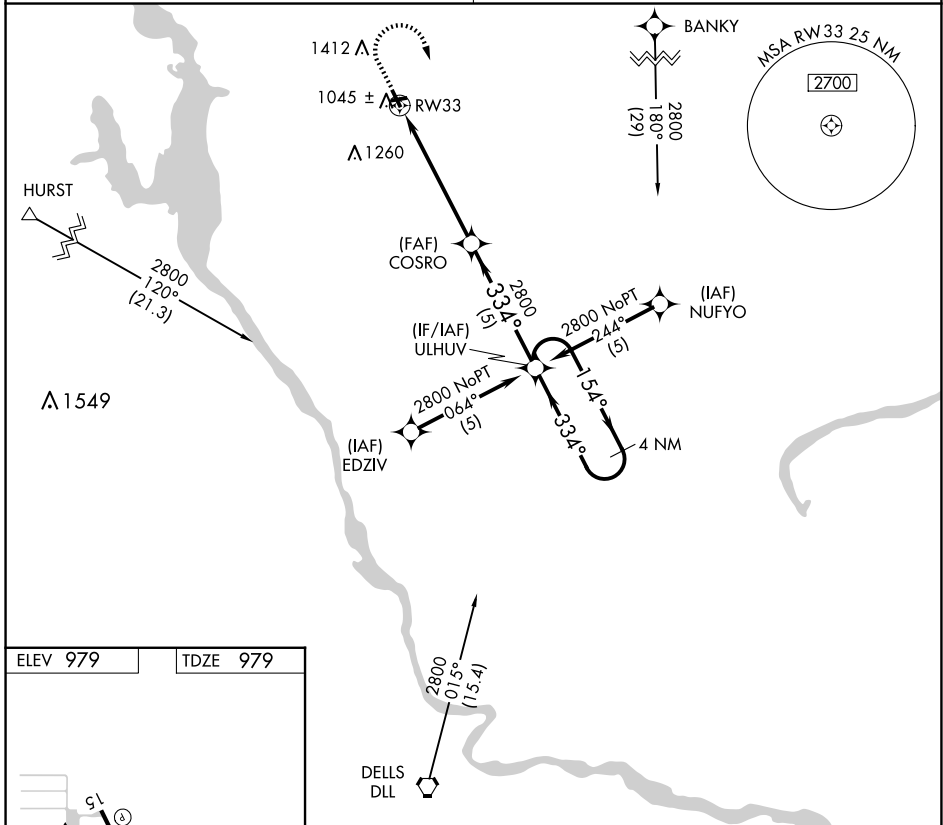 1412
1045 ±
RW33
1260
BANKY
2800
180°
(29)
MSA RW33 25 NM
2700
HURST
2800
120°
(21.3)
(FAF)
COSRO
2800
334°
(5)
(IF/IAF)
ULHUV
2800 NoPT
244°
(5)
(IAF)
NUFYO
1549
2800 NoPT
064°
(5)
(IAF)
EDZIV
154°
334°
4 NM
2800
015°
(15.4)
DELLS
DLL
ELEV 979
TDZE 979
15
P